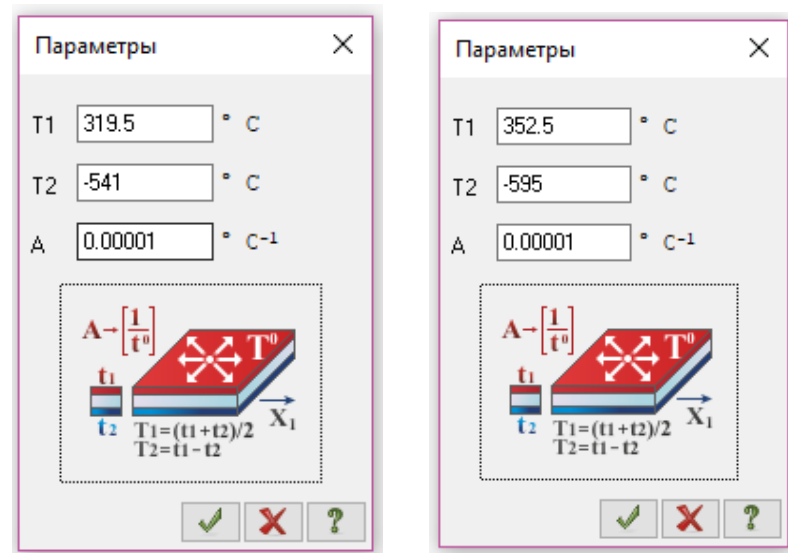 Параметры
T1 319.5 ° C
T2 -541 ° C
A 0.00001 ° C⁻¹
A→[1/t⁰]
T⁰
t1
t2
X₁
T1=(t1+t2)/2
T2=t1-t2
Параметры
T1 352.5 ° C
T2 -595 ° C
A 0.00001 ° C⁻¹
A→[1/t⁰]
T⁰
t1
t2
X₁
T1=(t1+t2)/2
T2=t1-t2